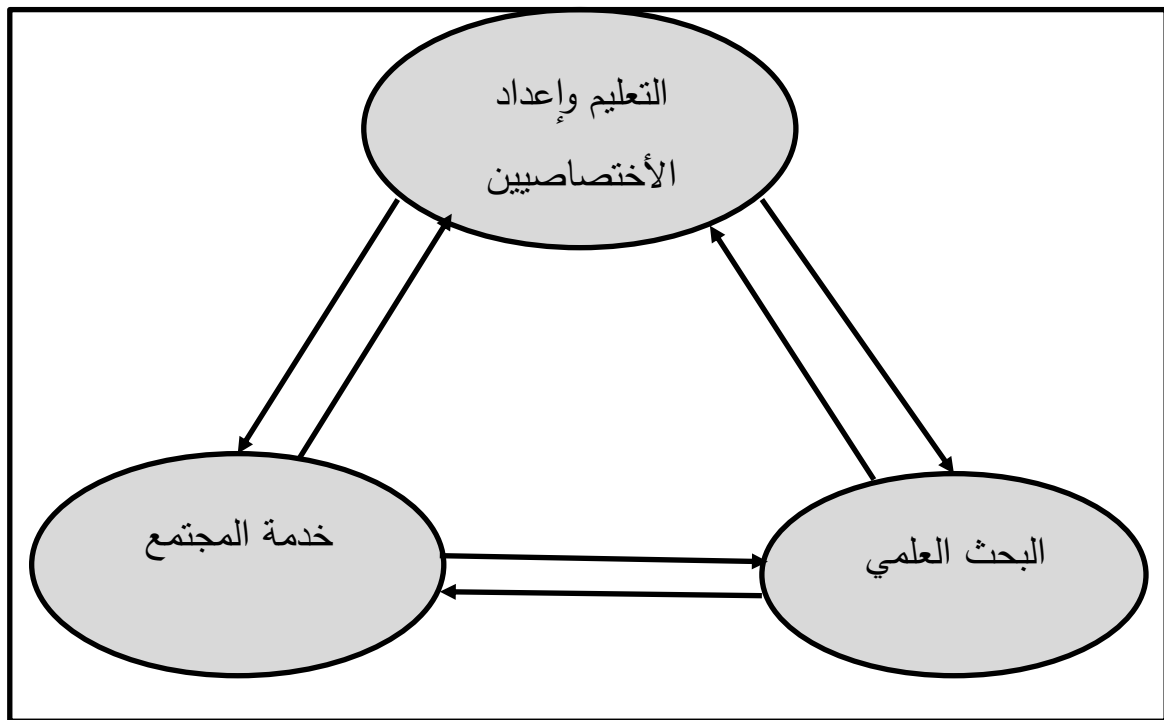 التعليم وإعداد
الأختصاصيين
خدمة المجتمع
البحث العلمي